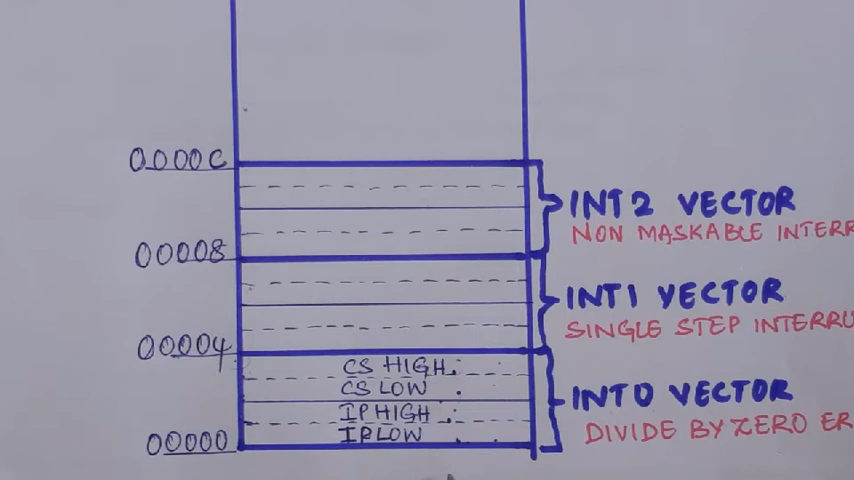 0000C
INT2 VECTOR
NON MASKABLE INTERR
00008
INT1 VECTOR
SINGLE STEP INTERRU
00004
CS HIGH
CS LOW
INT0 VECTOR
IP HIGH
DIVIDE BY ZERO ER
IP LOW
00000